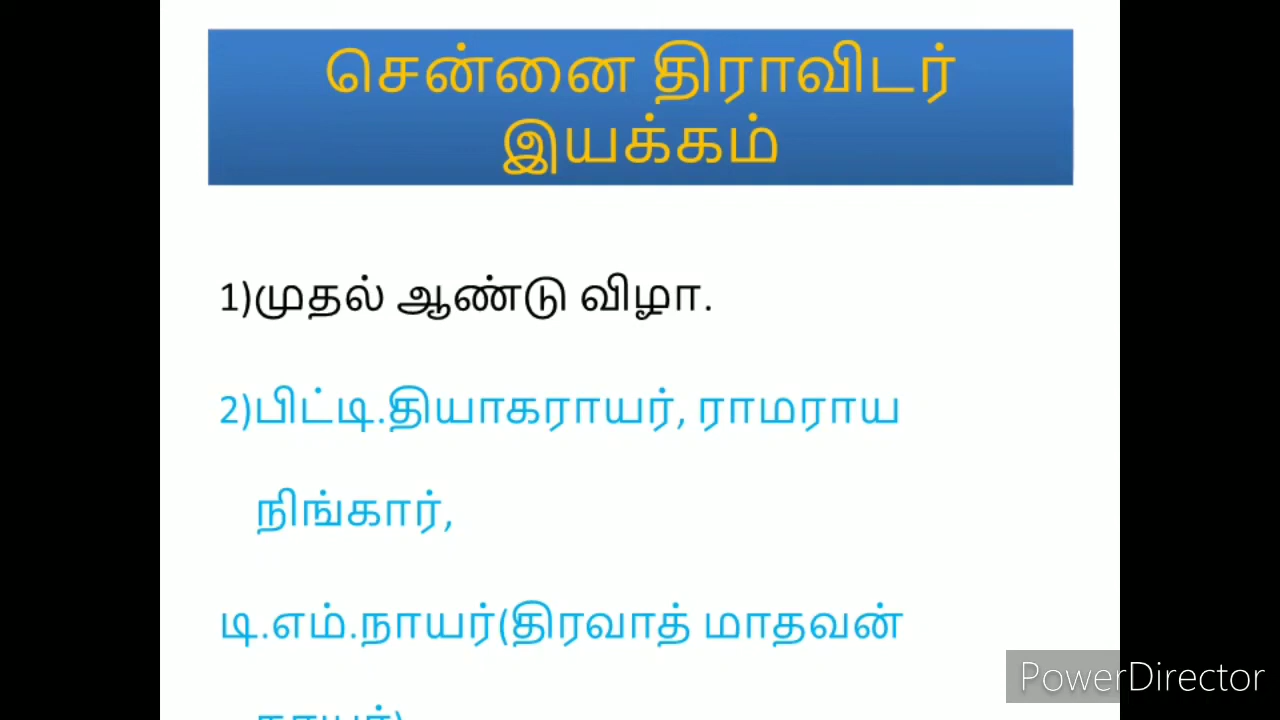 சென்னை திராவிடர்
இயக்கம்
1)முதல் ஆண்டு விழா.
2)பிட்டி.தியாகராயர், ராமராய
நிங்கார்,
டி.எம்.நாயர்(திரவாத் மாதவன்
PowerDirector